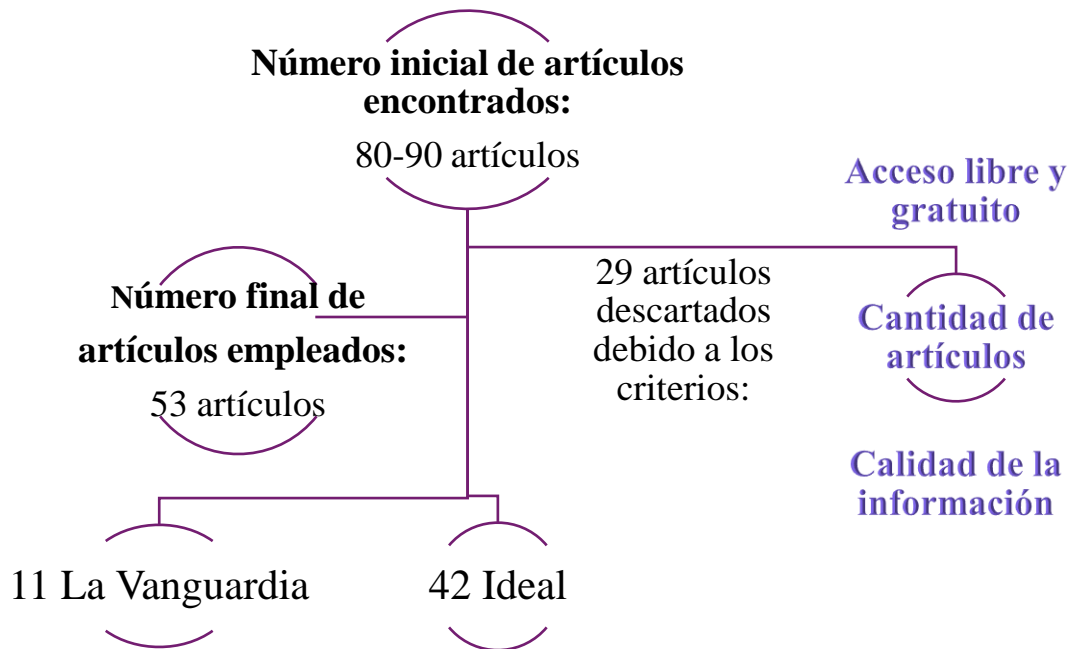 Número inicial de artículos
encontrados:
80-90 artículos
Acceso libre y
gratuito
29 artículos
descartados
debido a los
criterios:
Número final de
artículos empleados:
53 artículos
Cantidad de
artículos
Calidad de la
información
11 La Vanguardia
42 Ideal